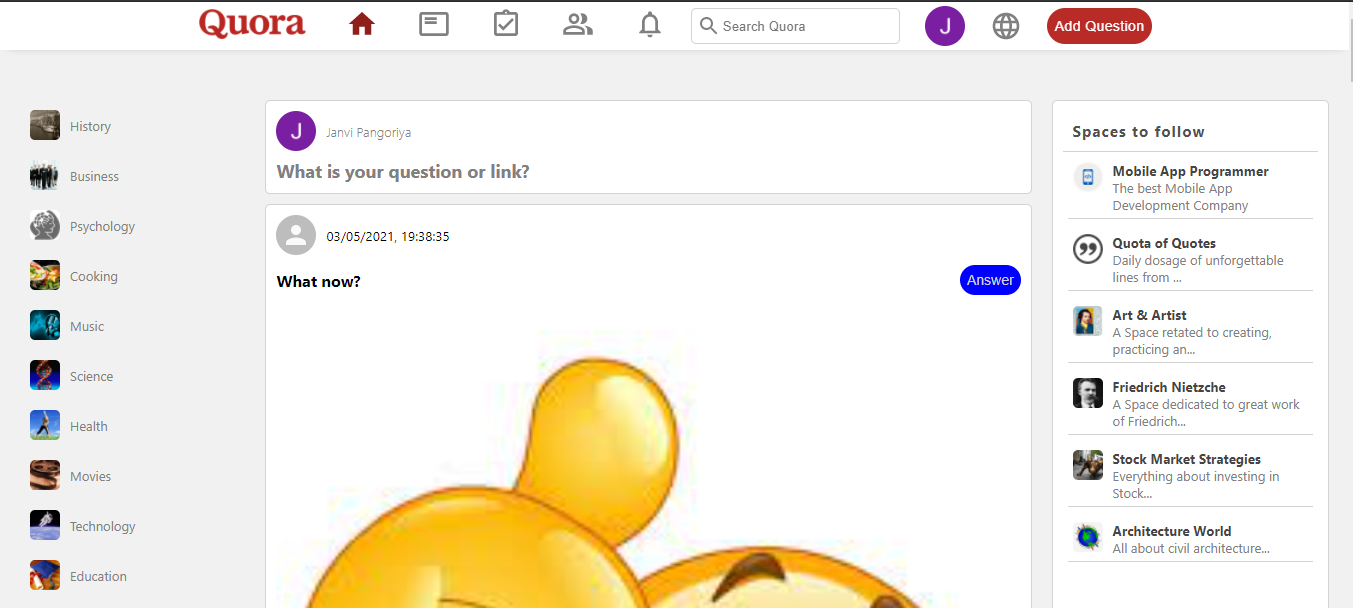 Quora
Search Quora
J
Add Question
History
Business
Psychology
Cooking
Music
Science
Health
Movies
Technology
Education
J
Janvi Pangoriya
What is your question or link?
03/05/2021, 19:38:35
What now?
Answer
Spaces to follow
Mobile App Programmer
The best Mobile App
Development Company
Quota of Quotes
Daily dosage of unforgettable
lines from ...
Art & Artist
A Space retated to creating,
practicing an...
Friedrich Nietzche
A Space dedicated to great work
of Friedrich...
Stock Market Strategies
Everything about investing in
Stock...
Architecture World
All about civil architecture...